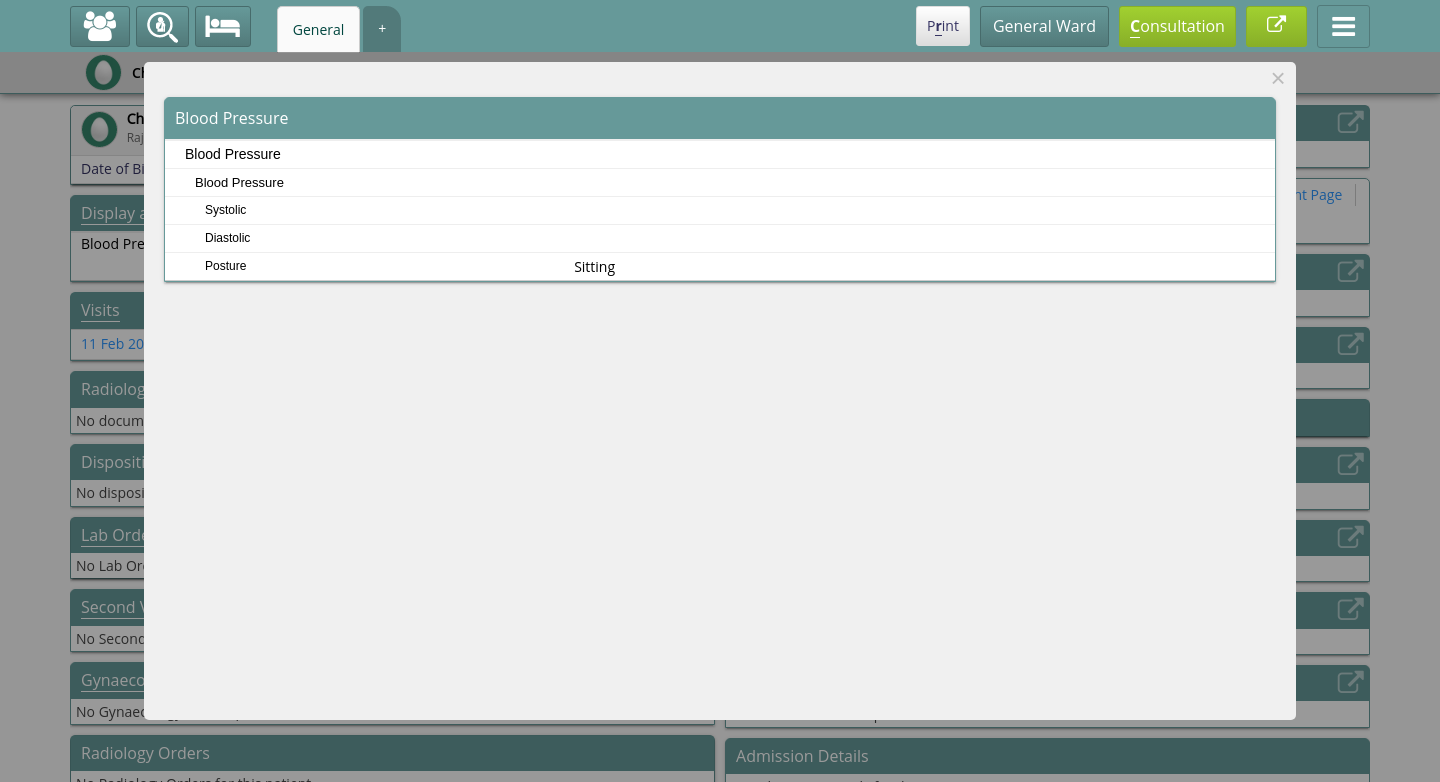 General
+
Print
General Ward
Consultation
Ch
×
Blood Pressure
Blood Pressure
Blood Pressure
Systolic
Diastolic
Posture Sitting
Ch
Raj
Date of Bi
nt Page
Display a
Blood Pre
Visits
11 Feb 20
Radiolog
No docum
Dispositi
No disposi
Lab Orde
No Lab Or
Second V
No Second
Gynaeco
No Gynaec
Radiology Orders
Admission Details
No Radiology Orders for this patient